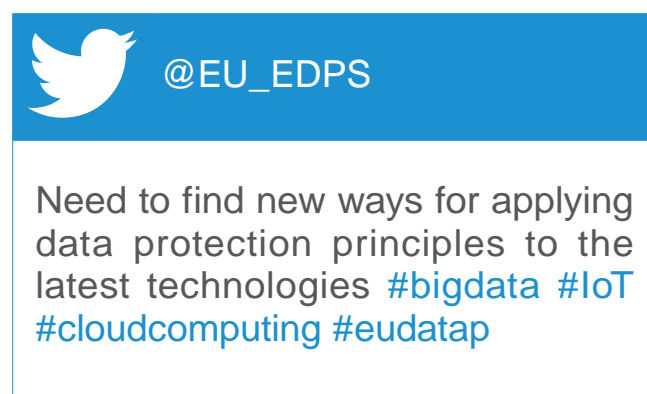 @EU_EDPS
Need to find new ways for applying
data protection principles to the
latest technologies #bigdata #IoT
#cloudcomputing #eudatap